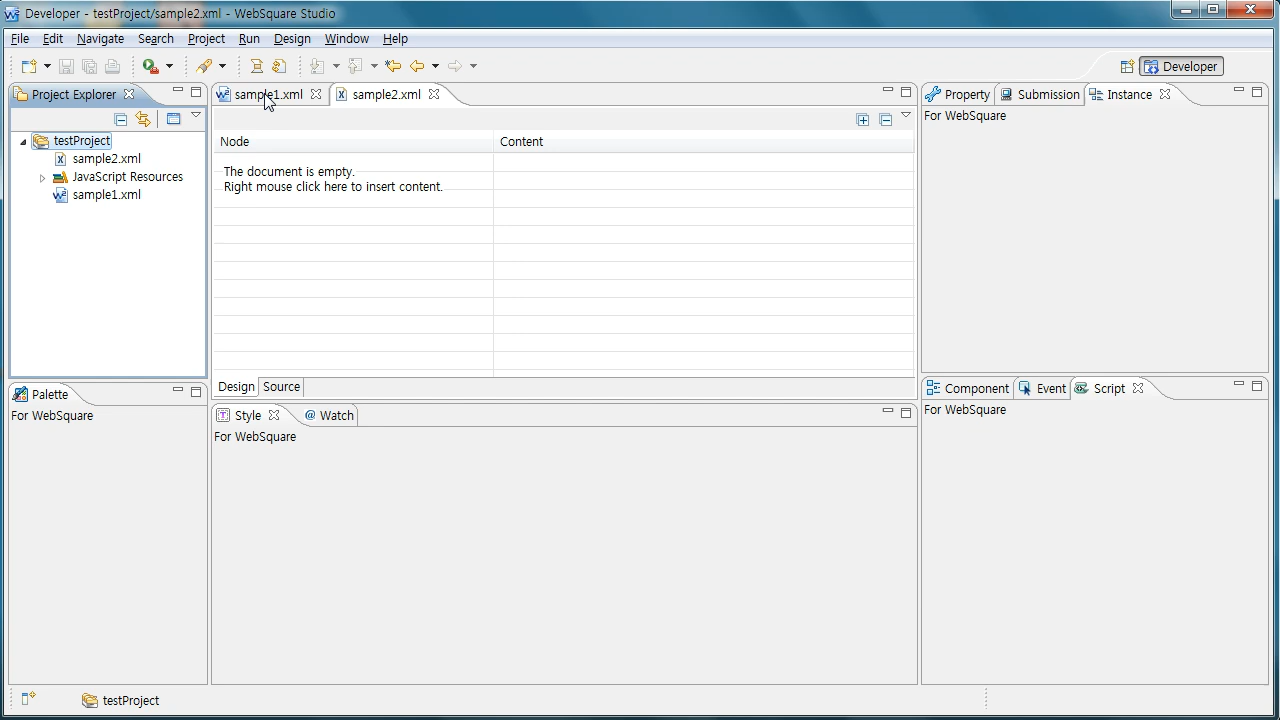 Developer - testProject/sample2.xml - WebSquare Studio
File Edit Navigate Search Project Run Design Window Help
Developer
Project Explorer
testProject
sample2.xml
JavaScript Resources
sample1.xml
Palette
For WebSquare
sample1.xml sample2.xml
Node Content
The document is empty.
Right mouse click here to insert content.
Design Source
Style @ Watch
For WebSquare
Property Submission Instance
For WebSquare
Component Event Script
For WebSquare
testProject